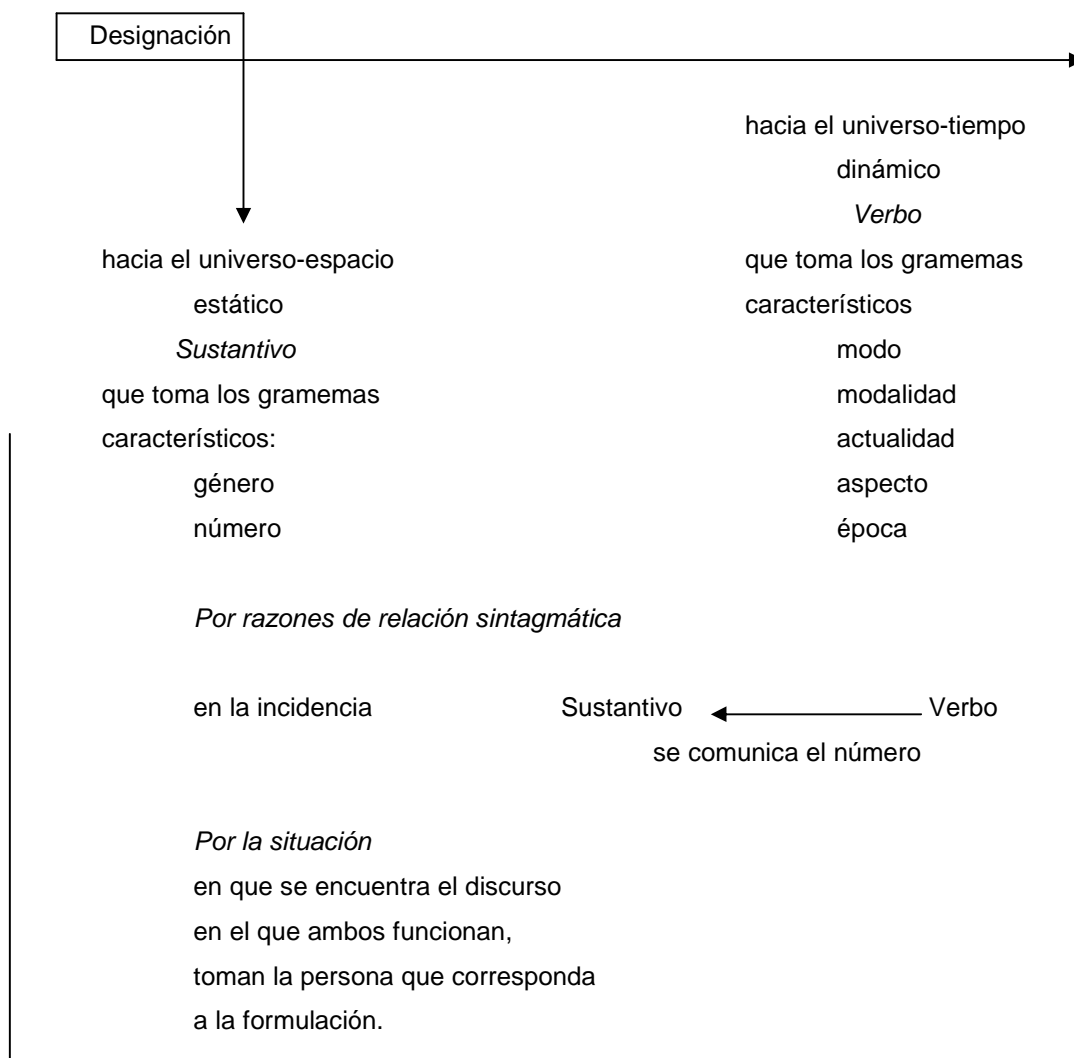 Designación
hacia el universo-tiempo
dinámico
Verbo
hacia el universo-espacio
que toma los gramemas
estático
característicos
Sustantivo
modo
que toma los gramemas
modalidad
característicos:
actualidad
género
aspecto
número
época
Por razones de relación sintagmática
en la incidencia
Sustantivo
Verbo
se comunica el número
Por la situación
en que se encuentra el discurso
en el que ambos funcionan,
toman la persona que corresponda
a la formulación.